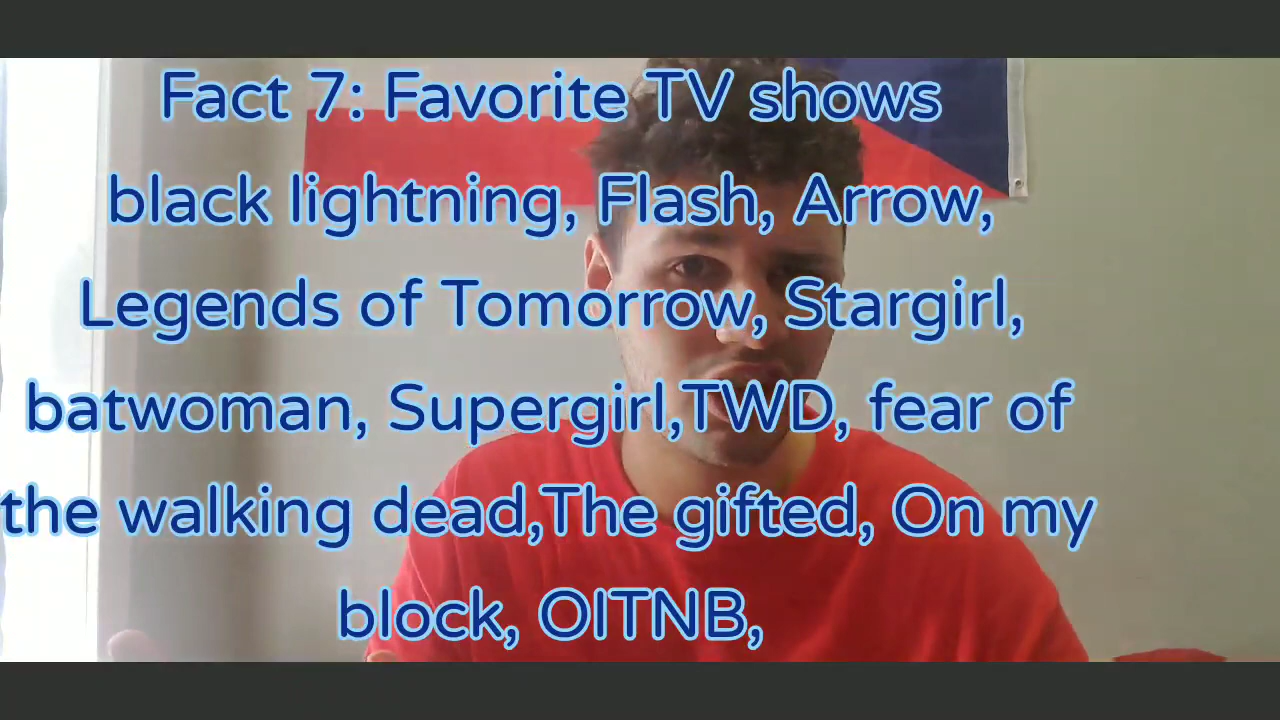 Fact 7: Favorite TV shows
black lightning, Flash, Arrow,
Legends of Tomorrow, Stargirl,
batwoman, Supergirl,TWD, fear of
the walking dead,The gifted, On my
block, OITNB,